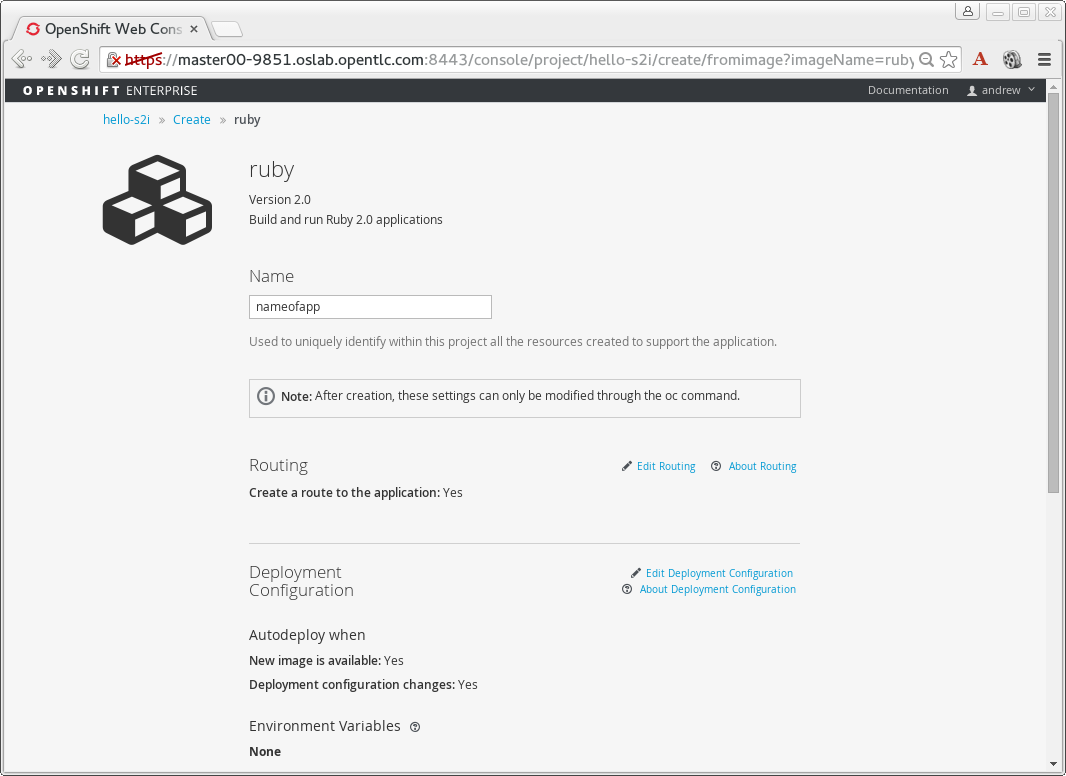 OpenShift Web Cons
https://master00-9851.oslab.opentlc.com:8443/console/project/hello-s2i/create/fromimage?imageName=ruby
A
OPENSHIFT ENTERPRISE Documentation andrew
hello-s2i » Create » ruby
ruby
Version 2.0
Build and run Ruby 2.0 applications
Name
nameofapp
Used to uniquely identify within this project all the resources created to support the application.
Note: After creation, these settings can only be modified through the oc command.
Routing Edit Routing About Routing
Create a route to the application: Yes
Deployment Configuration Edit Deployment Configuration
About Deployment Configuration
Autodeploy when
New image is available: Yes
Deployment configuration changes: Yes
Environment Variables
None